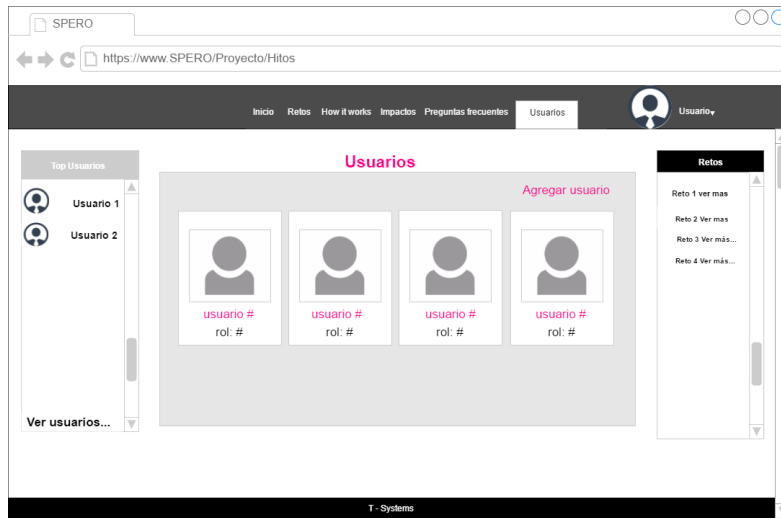 SPERO
https://www.SPERO/Proyecto/Hitos
Inicio Retos How it works Impactos Preguntas frecuentes Usuarios Usuario
Top Usuarios
Usuario 1
Usuario 2
Ver usuarios...
Usuarios
Agregar usuario
usuario # usuario # usuario # usuario #
rol: # rol: # rol: # rol: #
Retos
Reto 1 ver mas
Reto 2 Ver mas
Reto 3 Ver más...
Reto 4 Ver más...
T - Systems